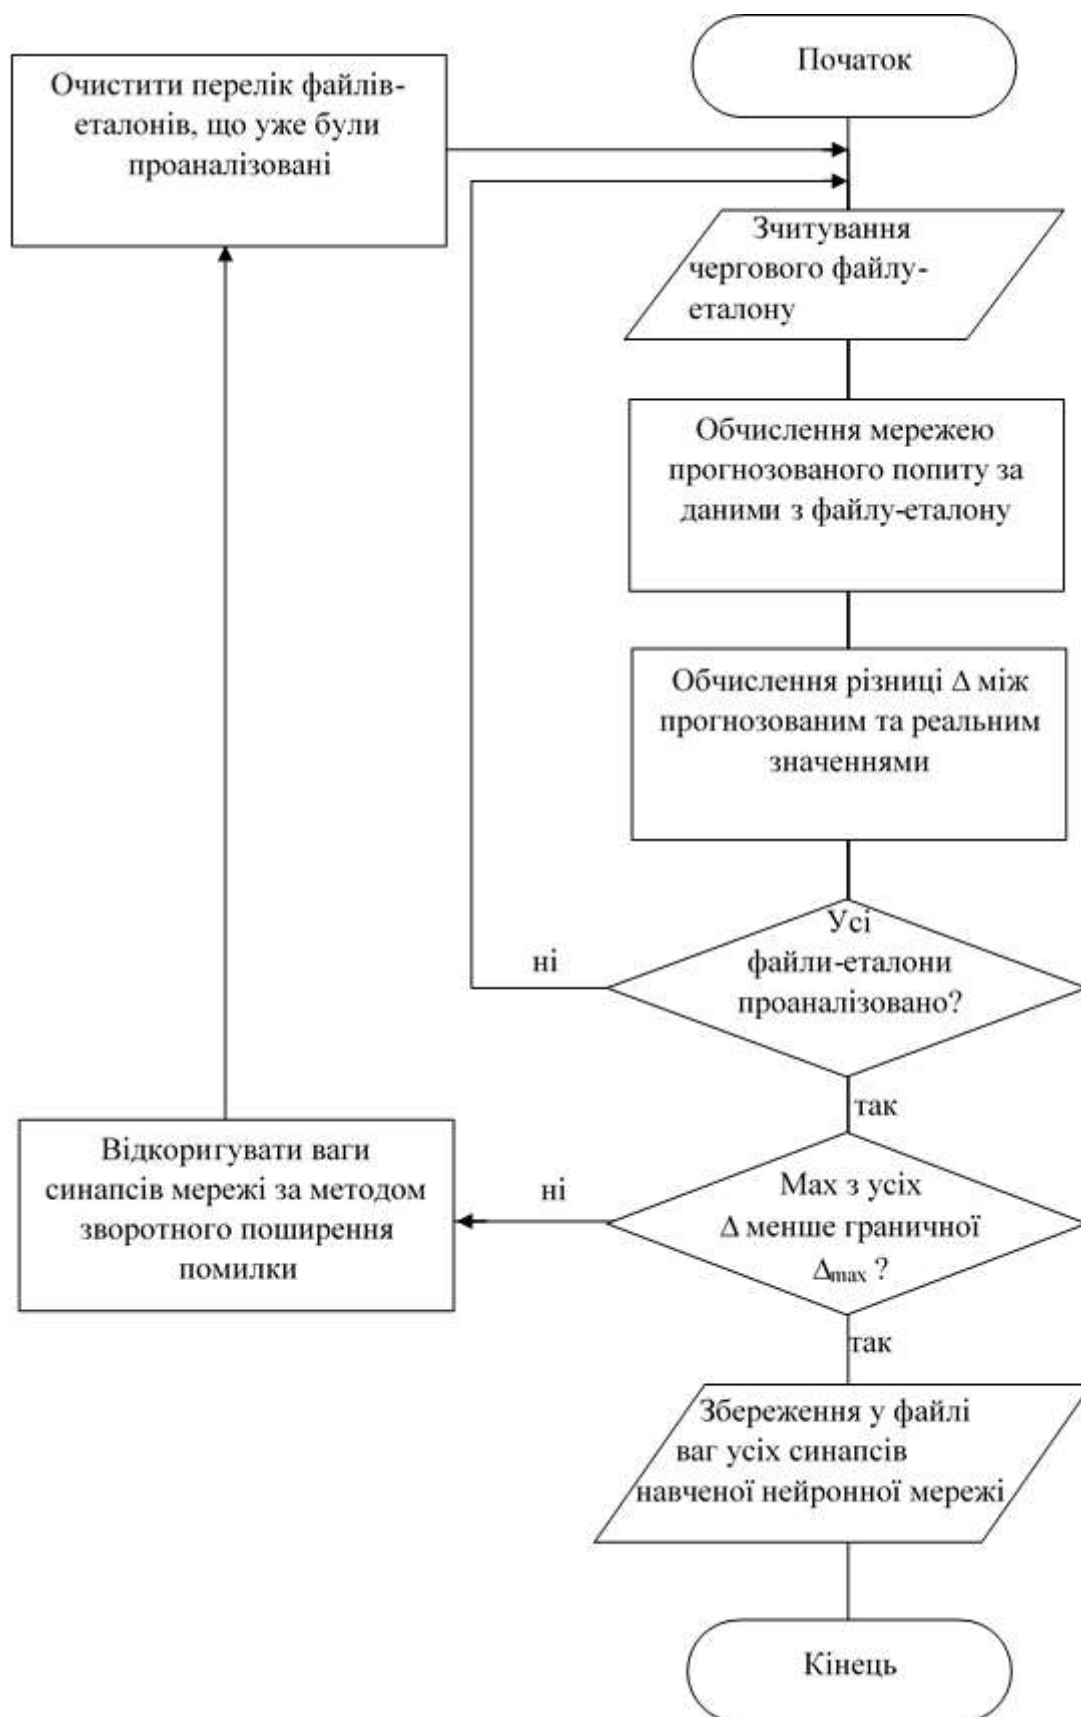 Початок
Очистити перелік файлів-
еталонів, що уже були
проаналізовані
Зчитування
чергового файлу-
еталону
Обчислення мережею
прогнозованого попиту за
даними з файлу-еталону
Обчислення різниці Δ між
прогнозованим та реальним
значеннями
Усі
файли-еталони
проаналізовано?
ні
так
Відкоригувати ваги
синапсів мережі за методом
зворотного поширення
помилки
ні
Max з усіх
Δ менше граничної
Δmax ?
так
Збереження у файлі
ваг усіх синапсів
навченої нейронної мережі
Кінець